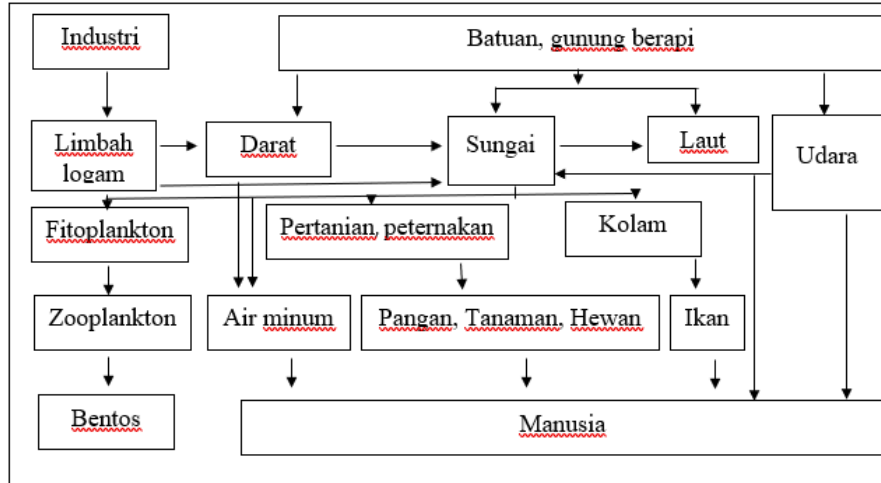 Industri
Batuan, gunung berapi
Limbah
logam
Darat
Sungai
Laut
Udara
Fitoplankton
Pertanian, peternakan
Kolam
Zooplankton
Air minum
Pangan, Tanaman, Hewan
Ikan
Bentos
Manusia